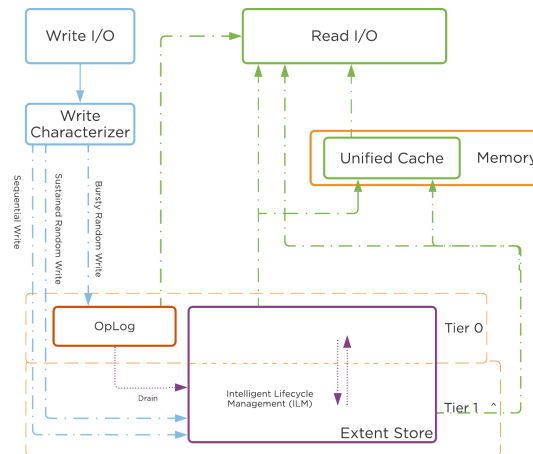 Write I/O
Read I/O
Write
Characterizer
Unified Cache
Memory
Sequential Write
Sustained Random Write
Bursty Random Write
OpLog
Tier 0
Drain
Intelligent Lifecycle
Management (ILM)
Tier 1 ^
Extent Store